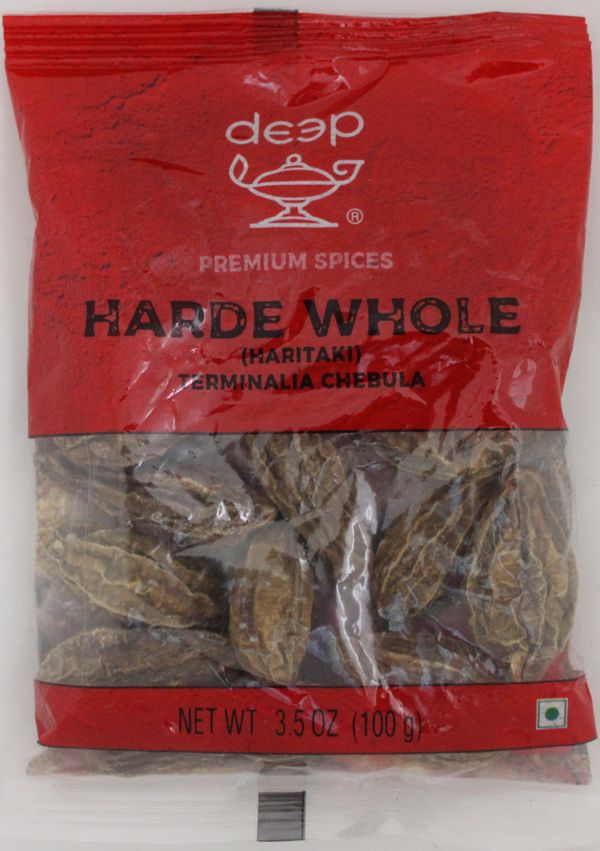 deep
®
PREMIUM SPICES
HARDE WHOLE
(HARITAKI)
TERMINALIA CHEBULA
NET WT 3.5 OZ (100 g)